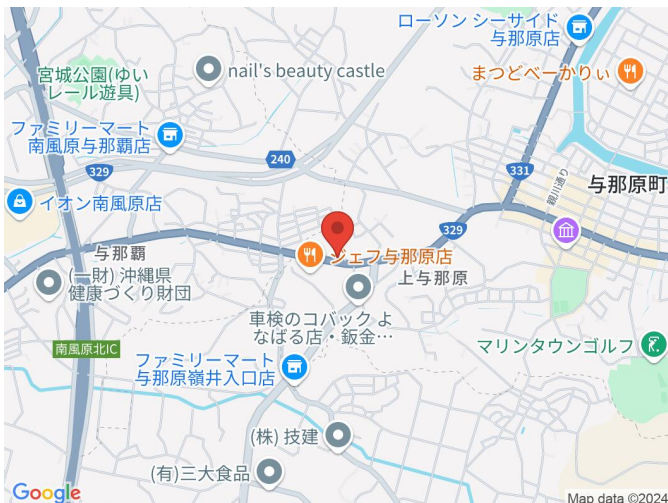 ローソン シーサイド
与那原店
まつどべーかりぃ
宮城公園(ゆい
レール遊具)
nail's beauty castle
ファミリーマート
南風原与那覇店
329
240
331
親川通り
与那原町
イオン南風原店
329
与那覇
シェフ与那原店
上与那原
(一財) 沖縄県
健康づくり財団
車検のコバック よ
なばる店・鈑金…
南風原北IC
マリンタウンゴルフ
ファミリーマート
与那原嶺井入口店
(株) 技建
(有)三大食品
Google
Map data ©2024